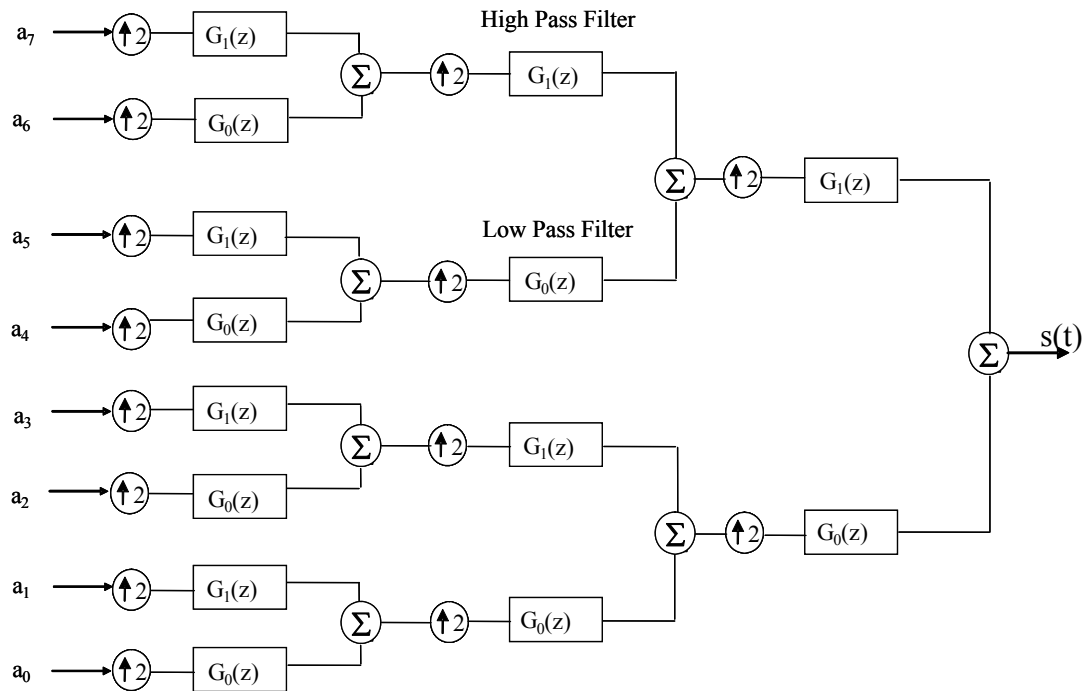 High Pass Filter
a7
↑2
G1(z)
Σ
↑2
G1(z)
a6
↑2
G0(z)
Σ
↑2
G1(z)
a5
↑2
G1(z)
Low Pass Filter
Σ
↑2
G0(z)
a4
↑2
G0(z)
Σ
s(t)
a3
↑2
G1(z)
Σ
↑2
G1(z)
a2
↑2
G0(z)
Σ
↑2
G0(z)
a1
↑2
G1(z)
Σ
↑2
G0(z)
a0
↑2
G0(z)